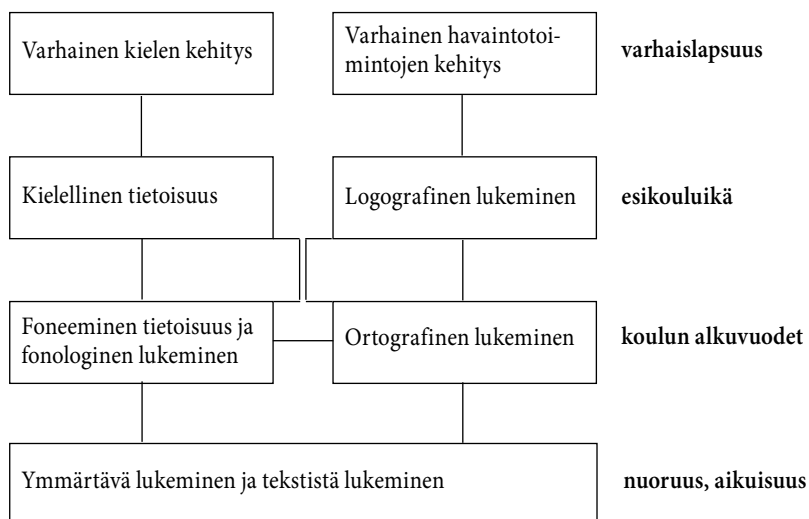 Varhainen kielen kehitys
Varhainen havaintotoi-
mintojen kehitys
varhaislapsuus
Kielellinen tietoisuus
Logografinen lukeminen
esikouluikä
Foneeminen tietoisuus ja
fonologinen lukeminen
Ortografinen lukeminen
koulun alkuvuodet
Ymmärtävä lukeminen ja tekstistä lukeminen
nuoruus, aikuisuus